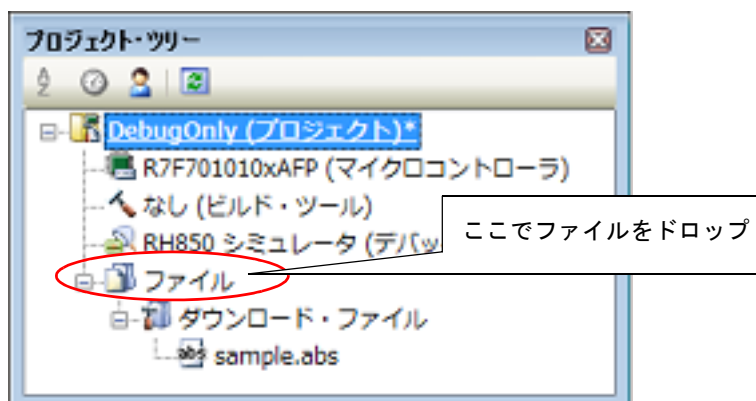 プロジェクト・ツリー
DebugOnly (プロジェクト)*
R7F701010xAFP (マイクロコントローラ)
なし (ビルド・ツール)
RH850 シミュレータ (デバッ
ここでファイルをドロップ
ファイル
ダウンロード・ファイル
sample.abs